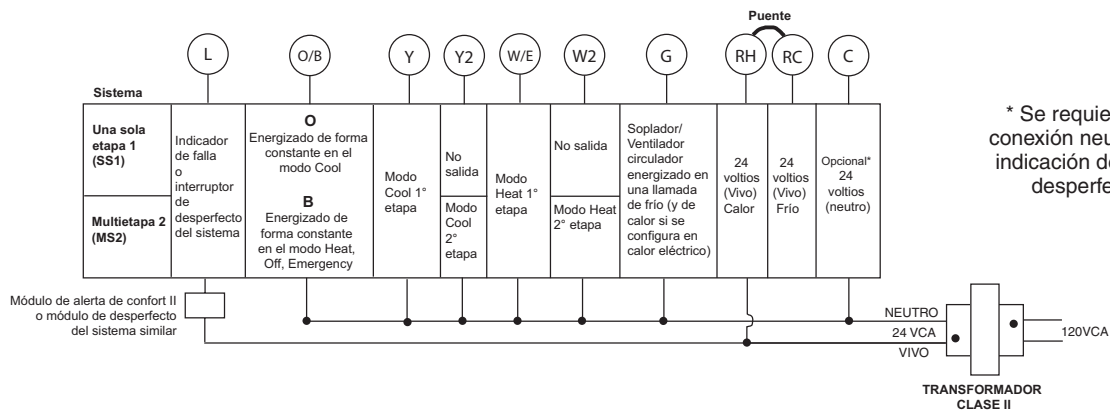 Puente
L
O/B
Y
Y2
W/E
W2
G
RH
RC
C
Sistema
Una sola
etapa 1
(SS1)
Multietapa 2
(MS2)
Indicador
de falla
o
interruptor
de
desperfecto
del sistema
O
Energizado de forma
constante en el
modo Cool
B
Energizado de
forma constante
en el modo Heat,
Off, Emergency
Modo
Cool 1°
etapa
No
salida
Modo
Cool
2°
etapa
Modo
Heat 1°
etapa
No salida
Modo Heat
2° etapa
Soplador/
Ventilador
circulador
energizado en
una llamada
de frío (y de
calor si se
configura en
calor eléctrico)
24
voltios
(Vivo)
Calor
24
voltios
(Vivo)
Frío
Opcional*
24
voltios
(neutro)
* Se requie
conexión neu
indicación de
desperfe
Módulo de alerta de confort II
o módulo de desperfecto
del sistema similar
NEUTRO
24 VCA
VIVO
120VCA
TRANSFORMADOR
CLASE II